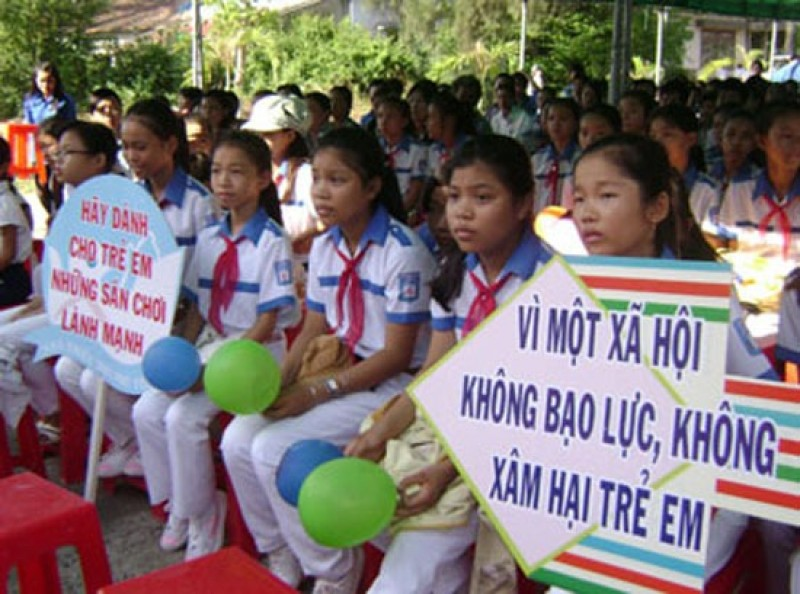 HÃY DÀNH
CHO TRẺ EM
NHỮNG SÂN CHƠI
LÀNH MẠNH
VÌ MỘT XÃ HỘI
KHÔNG BẠO LỰC, KHÔNG
XÂM HẠI TRẺ EM